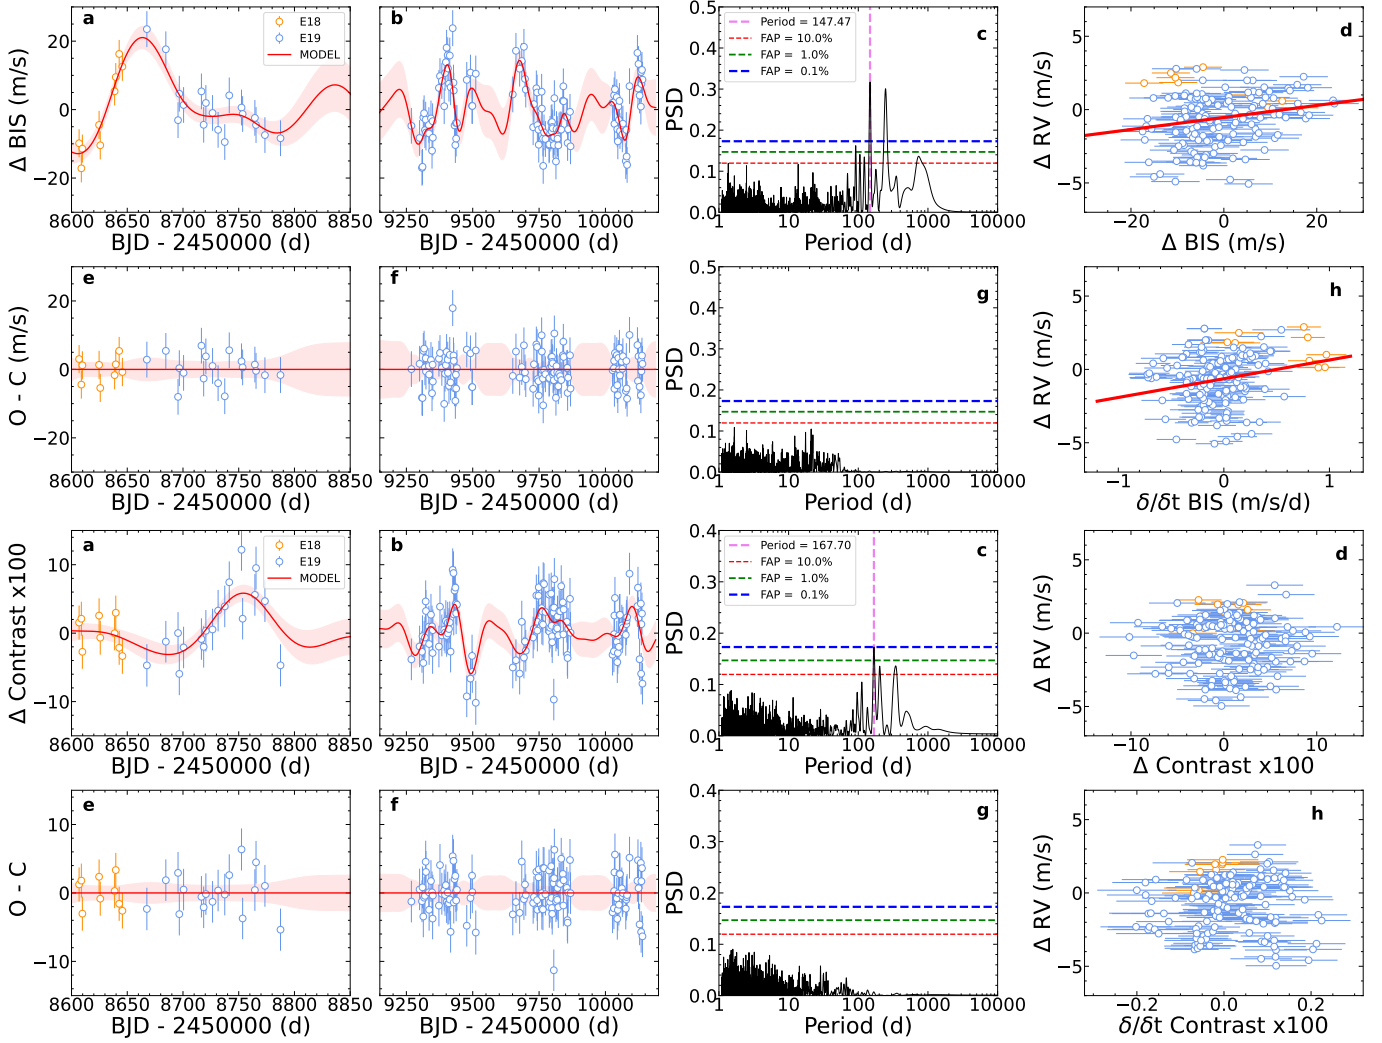 a
E18
E19
MODEL
20
0
−20
Δ BIS (m/s)
8600 8650 8700 8750 8800 8850
BJD - 2450000 (d)
b
9250 9500 9750 10000
BJD - 2450000 (d)
c
Period = 147.47
FAP = 10.0%
FAP = 1.0%
FAP = 0.1%
0.5
0.4
0.3
0.2
0.1
0.0
PSD
1 10 100 1000 10000
Period (d)
d
5
0
−5
Δ RV (m/s)
−20 0 20
Δ BIS (m/s)
e
20
0
−20
O - C (m/s)
8600 8650 8700 8750 8800 8850
BJD - 2450000 (d)
f
9250 9500 9750 10000
BJD - 2450000 (d)
g
0.5
0.4
0.3
0.2
0.1
0.0
PSD
1 10 100 1000 10000
Period (d)
h
5
0
−5
Δ RV (m/s)
−1 0 1
δ/δt BIS (m/s/d)
a
E18
E19
MODEL
10
0
−10
Δ Contrast x100
8600 8650 8700 8750 8800 8850
BJD - 2450000 (d)
b
9250 9500 9750 10000
BJD - 2450000 (d)
c
Period = 167.70
FAP = 10.0%
FAP = 1.0%
FAP = 0.1%
0.4
0.3
0.2
0.1
0.0
PSD
1 10 100 1000 10000
Period (d)
d
5
0
−5
Δ RV (m/s)
−10 0 10
Δ Contrast x100
e
10
0
−10
O - C
8600 8650 8700 8750 8800 8850
BJD - 2450000 (d)
f
9250 9500 9750 10000
BJD - 2450000 (d)
g
0.4
0.3
0.2
0.1
0.0
PSD
1 10 100 1000 10000
Period (d)
h
5
0
−5
Δ RV (m/s)
−0.2 0.0 0.2
δ/δt Contrast x100